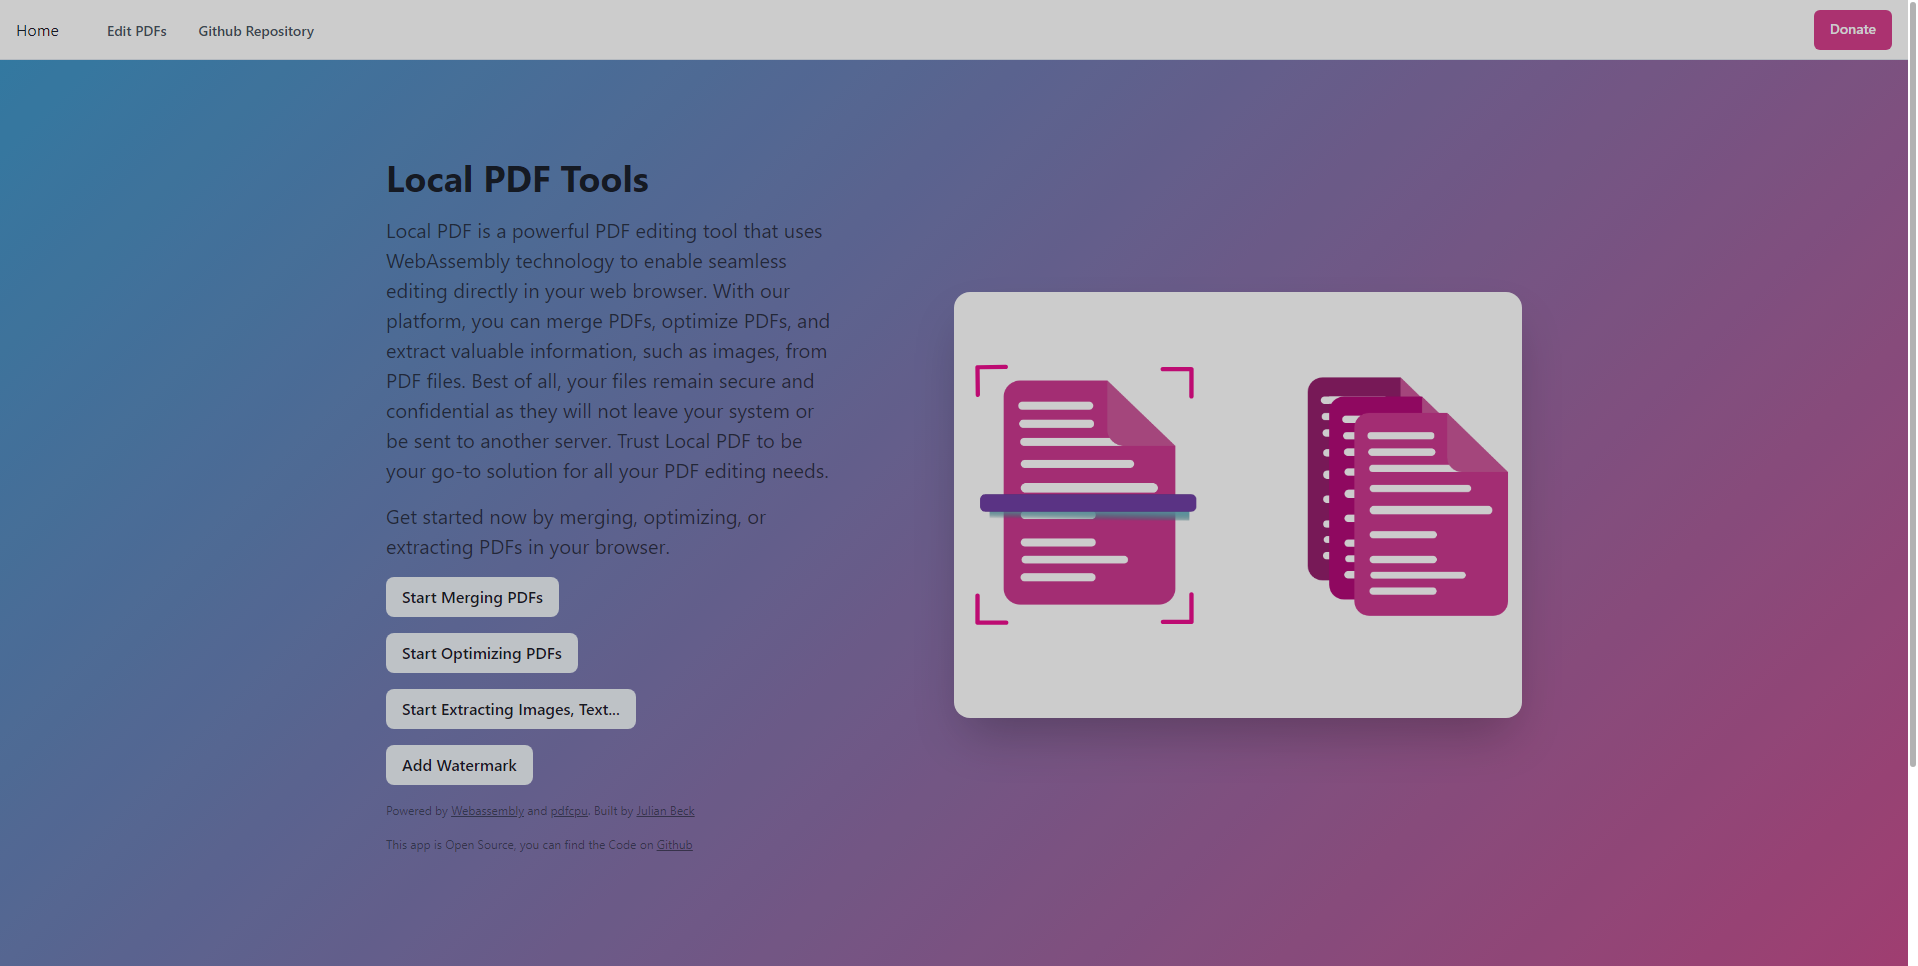 Home
Edit PDFs
Github Repository
Donate
Local PDF Tools
Local PDF is a powerful PDF editing tool that uses
WebAssembly technology to enable seamless
editing directly in your web browser. With our
platform, you can merge PDFs, optimize PDFs, and
extract valuable information, such as images, from
PDF files. Best of all, your files remain secure and
confidential as they will not leave your system or
be sent to another server. Trust Local PDF to be
your go-to solution for all your PDF editing needs.
Get started now by merging, optimizing, or
extracting PDFs in your browser.
Start Merging PDFs
Start Optimizing PDFs
Start Extracting Images, Text...
Add Watermark
Powered by Webassembly and pdfcpu. Built by Julian Beck
This app is Open Source, you can find the Code on Github